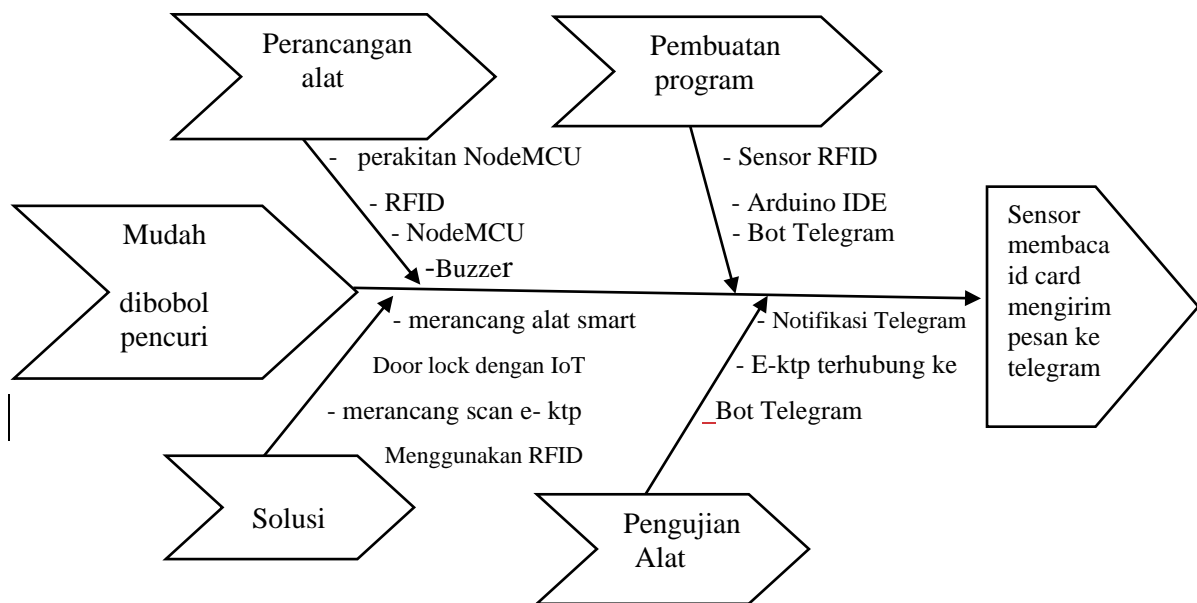 Perancangan
alat
Pembuatan
program
- perakitan NodeMCU
- RFID
- NodeMCU
-Buzzer
- Sensor RFID
- Arduino IDE
- Bot Telegram
Mudah
dibobol
pencuri
Sensor
membaca
id card
mengirim
pesan ke
telegram
- merancang alat smart
Door lock dengan IoT
- merancang scan e- ktp
Menggunakan RFID
- Notifikasi Telegram
- E-ktp terhubung ke
_Bot Telegram
Solusi
Pengujian
Alat